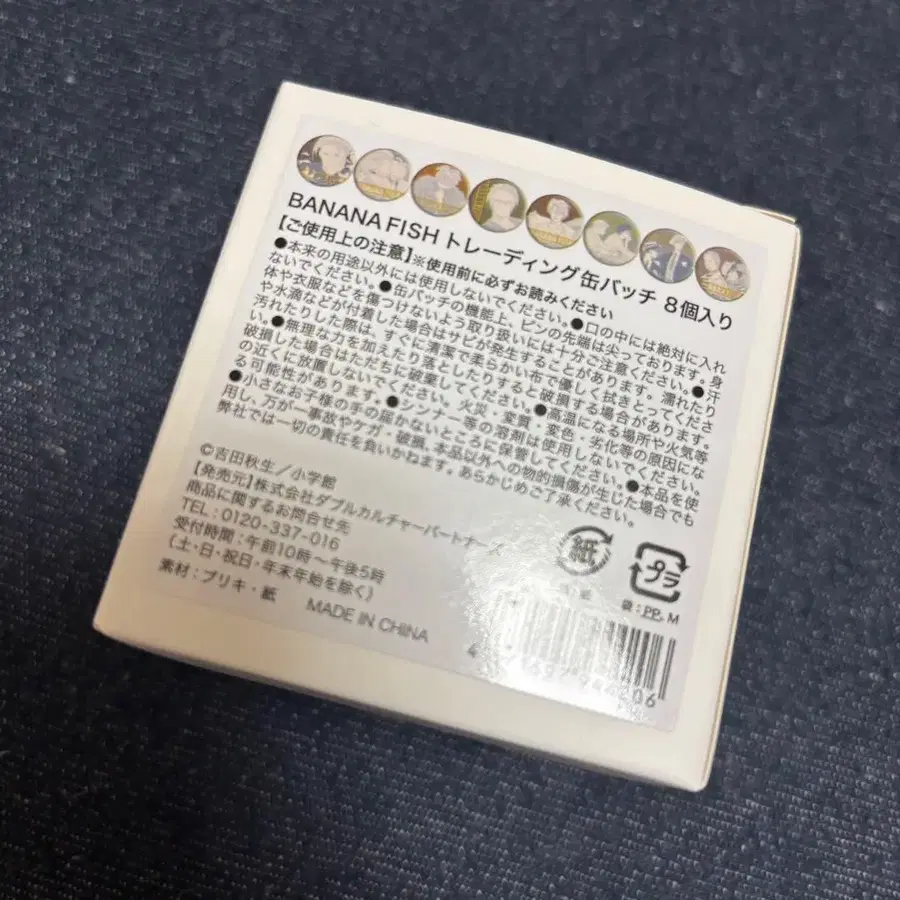 BANANA FISH トレーディング缶バッチ 8個入り
【ご使用上の注意】※使用前に必ずお読みください
●本来の用途以外には使用しないでください。●口の中には絶対に入れ
ないでください。●缶バッチの機能上、ピンの先端は尖っております。身
体や衣服などを傷つけないよう取り扱いには十分ご注意ください。●汗
や水滴などが付着した場合はサビが発生することがあります。濡れたり
汚れたりした際は、すぐに清潔で柔らかい布で優しく拭きとってくださ
い。●無理な力を加えたり落としたりすると破損する場合があります。
破損した場合はただちに破棄してください。●高温になる場所や火気等
の近くに放置しないでください。火災・変質・変色・劣化等の原因にな
る可能性があります。●シンナー等の溶剤は使用しないでください。
●小さなお子様の手の届かないところに保管してください。●本品を使
用し、万が一事故やケガ・破損、本品以外への物的損傷が生じた場合でも
弊社では一切の責任を負いかねます。あらかじめご了承ください。
©吉田秋生／小学館
【発売元】株式会社ダブルカルチャーパートナーズ
商品に関するお問合せ先
TEL：0120-337-016
受付時間：午前10時～午後5時
（土・日・祝日・年末年始を除く）
素材：ブリキ・紙 MADE IN CHINA
紙
プラ
袋：PP, M